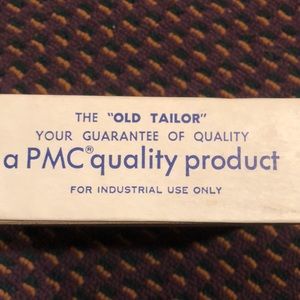 THE "OLD TAILOR"
YOUR GUARANTEE OF QUALITY
a PMC® quality product
FOR INDUSTRIAL USE ONLY